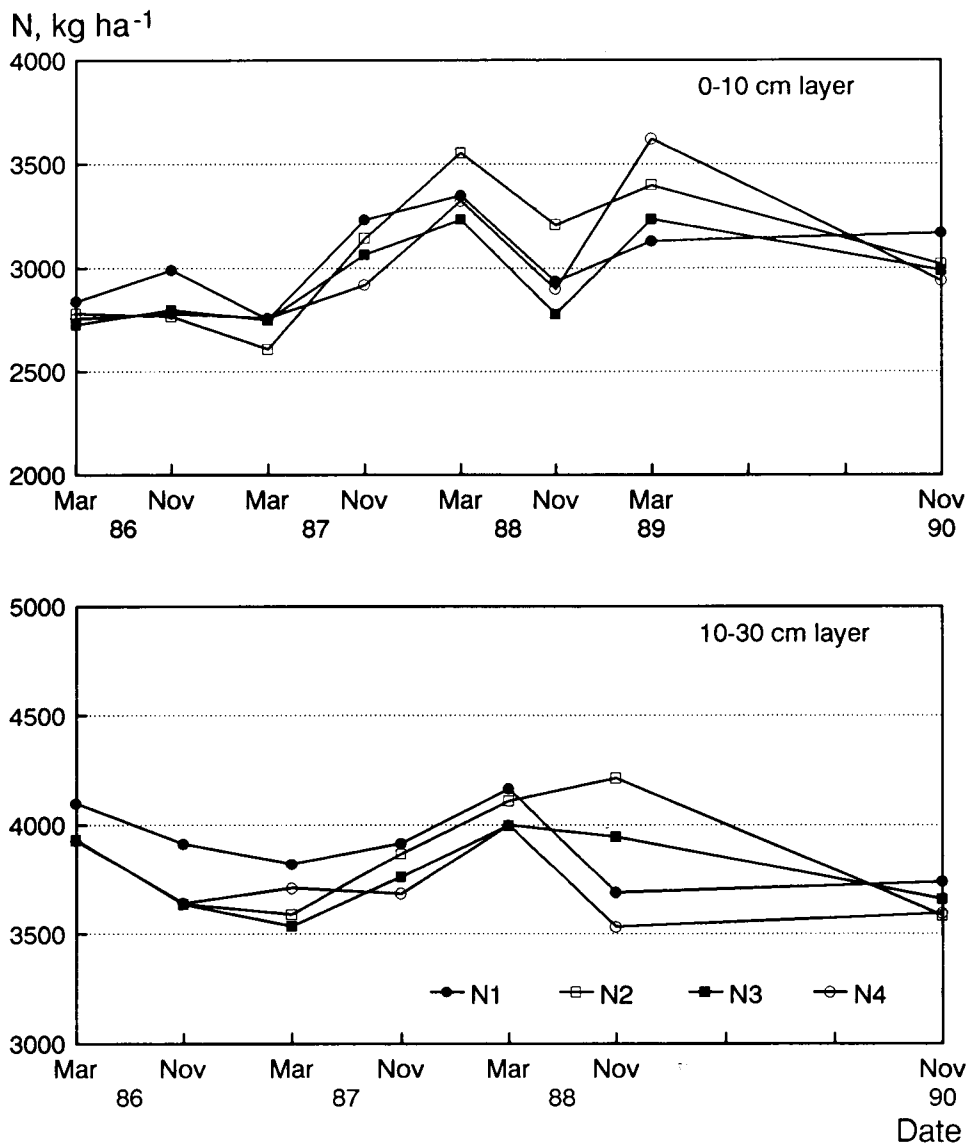 N, kg ha-1
4000
0-10 cm layer
3500
3000
2500
2000
Mar Nov Mar Nov Mar Nov Mar Nov
86 87 88 89 90
5000
10-30 cm layer
4500
4000
3500
N1 N2 N3 N4
3000
Mar Nov Mar Nov Mar Nov Nov
86 87 88 90
Date